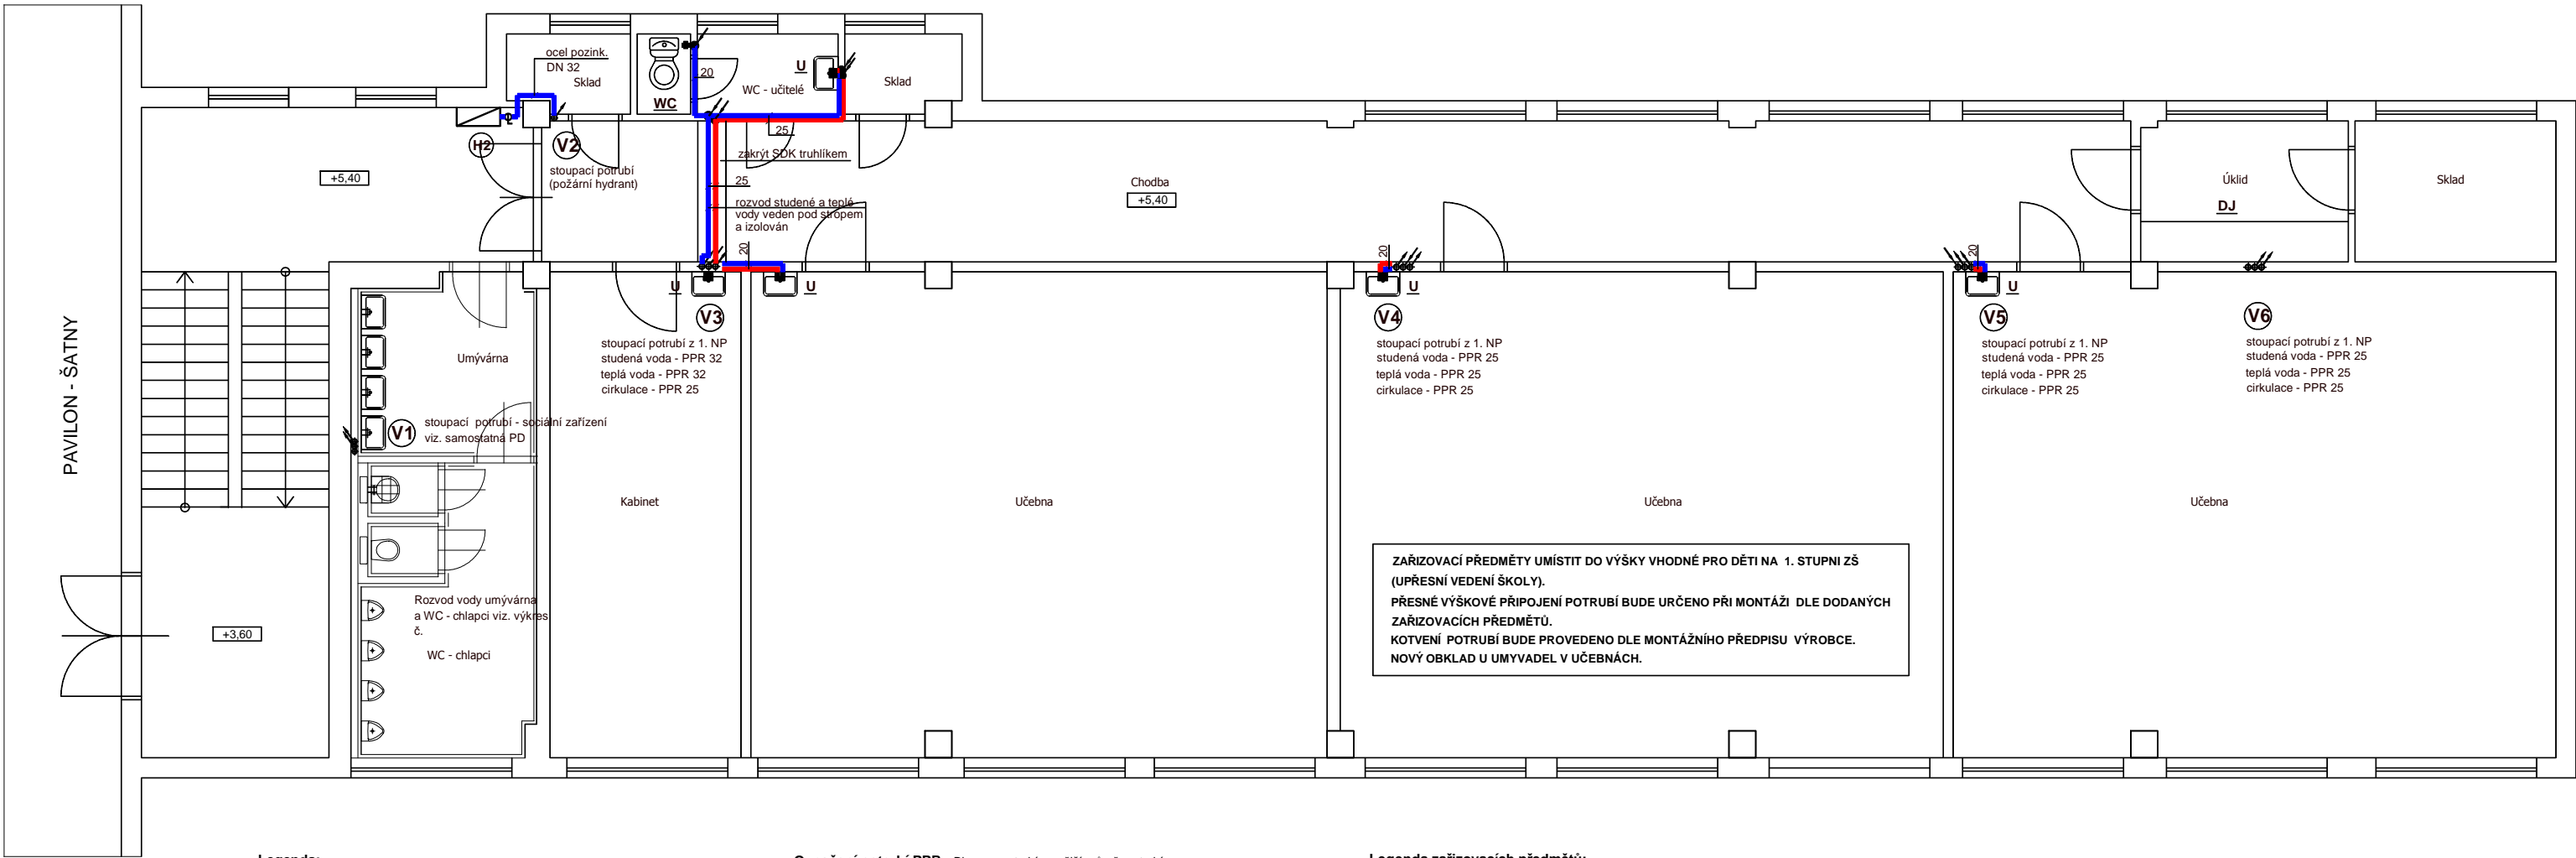 ocel pozink.
DN 32
Sklad
WC
20
WC - učitelé
U
Sklad
25
H2
V2
stoupací potrubí
(požární hydrant)
zakrýt SDK truhlíkem
25
rozvod studené a teplé
vody veden pod stropem
a izolován
20
+5,40
Chodba
+5,40
Úklid
DJ
Sklad
PAVILON - ŠATNY
Umývárna
V1
stoupací  potrubí - sociální zařízení
viz. samostatná PD
U
V3
stoupací potrubí z 1. NP
studená voda - PPR 32
teplá voda - PPR 32
cirkulace - PPR 25
U
20
U
V4
stoupací potrubí z 1. NP
studená voda - PPR 25
teplá voda - PPR 25
cirkulace - PPR 25
20
U
V5
stoupací potrubí z 1. NP
studená voda - PPR 25
teplá voda - PPR 25
cirkulace - PPR 25
V6
stoupací potrubí z 1. NP
studená voda - PPR 25
teplá voda - PPR 25
cirkulace - PPR 25
Kabinet
Učebna
Učebna
Učebna
Rozvod vody umývárna
a WC - chlapci viz. výkres
č.
WC - chlapci
+3,60
ZAŘIZOVACÍ PŘEDMĚTY UMÍSTIT DO VÝŠKY VHODNÉ PRO DĚTI NA  1. STUPNI ZŠ
(UPŘESNÍ VEDENÍ ŠKOLY).
PŘESNÉ VÝŠKOVÉ PŘIPOJENÍ POTRUBÍ BUDE URČENO PŘI MONTÁŽI  DLE DODANÝCH
ZAŘIZOVACÍCH PŘEDMĚTŮ.
KOTVENÍ  POTRUBÍ BUDE PROVEDENO DLE MONTÁŽNÍHO PŘEDPISU  VÝROBCE.
NOVÝ OBKLAD U UMYVADEL V UČEBNÁCH.
Legenda:
Legenda zařizovacích předmětů: